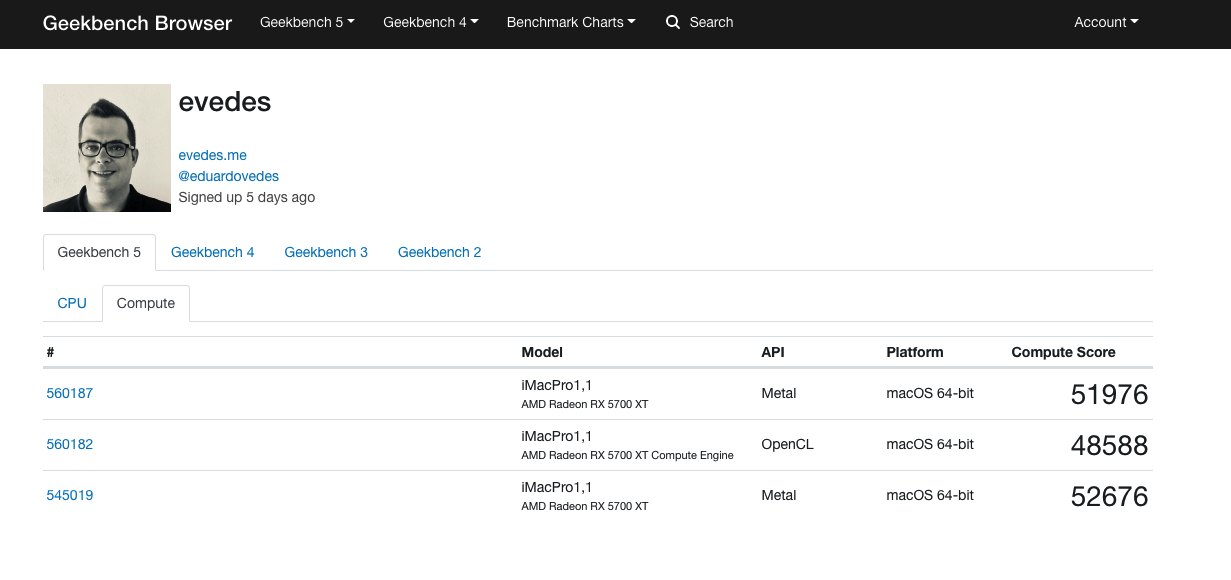 Geekbench Browser Geekbench 5 Geekbench 4 Benchmark Charts Search Account
evedes
evedes.me
@eduardovedes
Signed up 5 days ago
Geekbench 5 Geekbench 4 Geekbench 3 Geekbench 2
CPU Compute
# Model API Platform Compute Score
560187 iMacPro1,1 Metal macOS 64-bit 51976
AMD Radeon RX 5700 XT
560182 iMacPro1,1 OpenCL macOS 64-bit 48588
AMD Radeon RX 5700 XT Compute Engine
545019 iMacPro1,1 Metal macOS 64-bit 52676
AMD Radeon RX 5700 XT